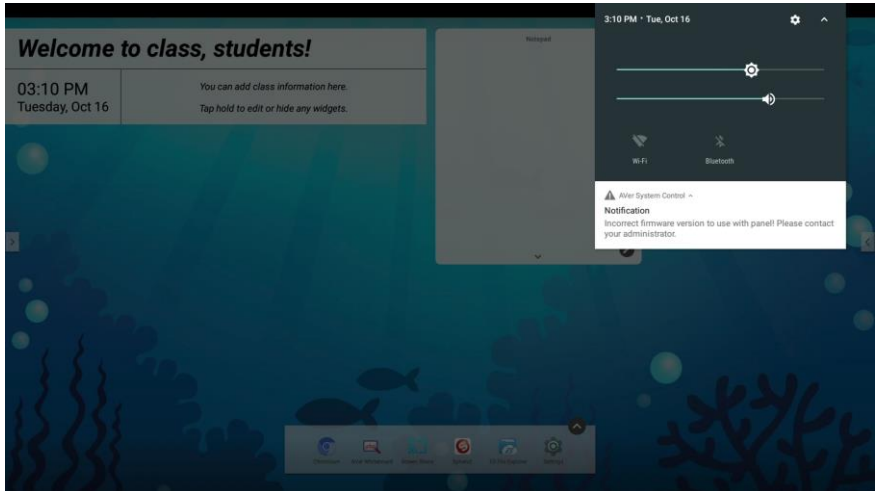 Welcome to class, students!
03:10 PM
Tuesday, Oct 16
You can add class information here.
Tap hold to edit or hide any widgets.
Notepad
3:10 PM • Tue, Oct 16
Wi-Fi
Bluetooth
AVer System Control
Notification
Incorrect firmware version to use with panel! Please contact
your administrator.
Settings